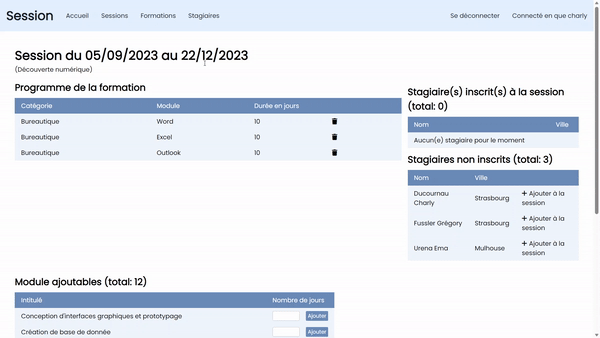 Session Accueil Sessions Formations Stagiaires Se déconnecter Connecté en que charly
Session du 05/09/2023 au 22/12/2023
(Découverte numérique)
Programme de la formation
Catégorie Module Durée en jours
Bureautique Word 10
Bureautique Excel 10
Bureautique Outlook 10
Stagiaire(s) inscrit(s) à la session
(total: 0)
Nom Ville
Aucun(e) stagiaire pour le moment
Stagiaires non inscrits (total: 3)
Nom Ville
Ducournau
Charly Strasbourg + Ajouter à la
session
Fussler Grégory Strasbourg + Ajouter à la
session
Urena Ema Mulhouse + Ajouter à la
session
Module ajoutables (total: 12)
Intitulé Nombre de jours
Conception d'interfaces graphiques et prototypage Ajouter
Création de base de donnée Ajouter